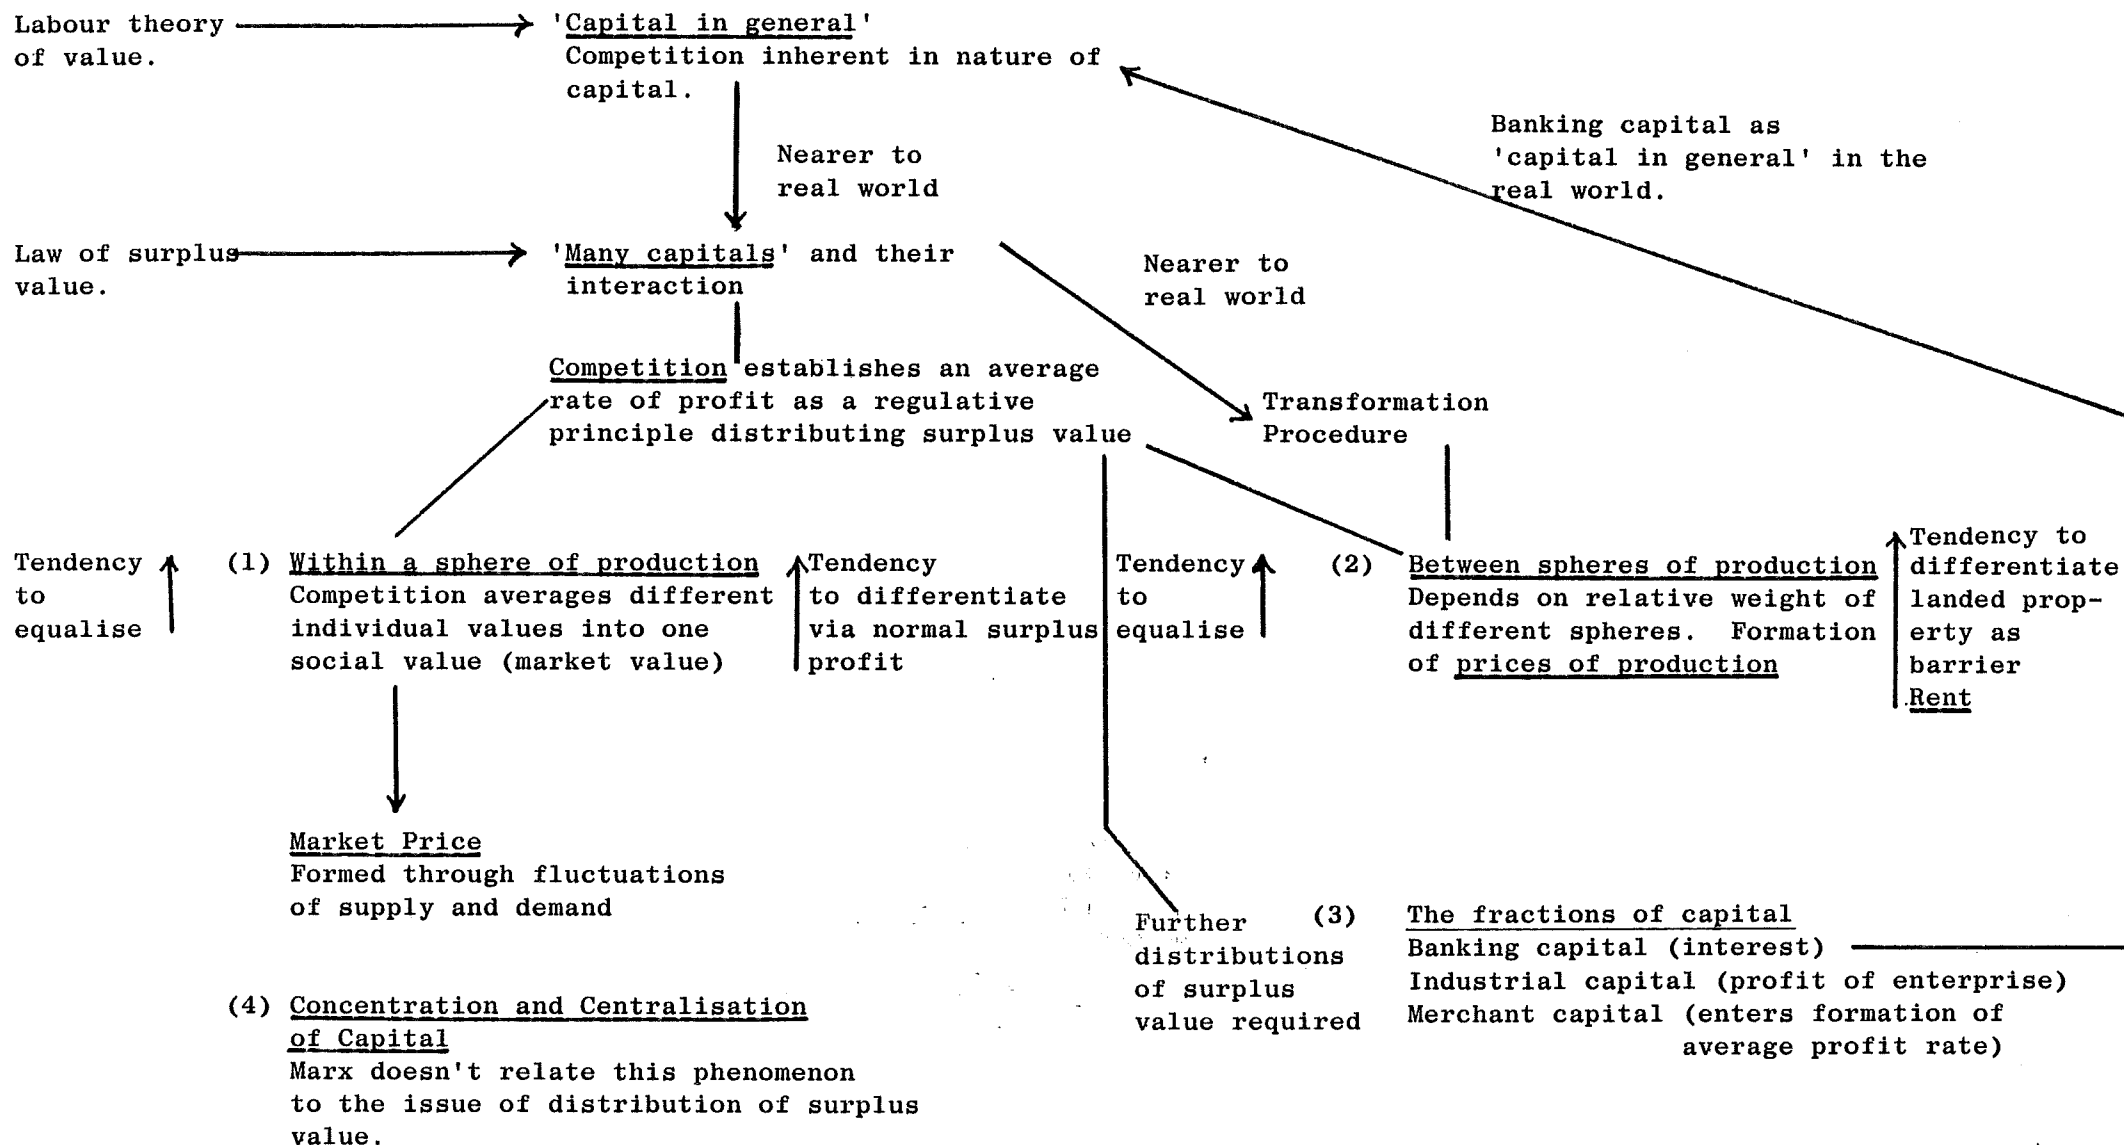 Labour theory
of value.
'Capital in general'
Competition inherent in nature of
capital.
Banking capital as
'capital in general' in the
real world.
Nearer to
real world
Law of surplus
value.
'Many capitals' and their
interaction
Nearer to
real world
Competition establishes an average
rate of profit as a regulative
principle distributing surplus value
Transformation
Procedure
Tendency
to
equalise
(1) Within a sphere of production
Competition averages different
individual values into one
social value (market value)
Tendency
to differentiate
via normal surplus
profit
Tendency
to
equalise
(2) Between spheres of production
Depends on relative weight of
different spheres. Formation
of prices of production
Tendency to
differentiate
landed prop-
erty as
barrier
Rent
Market Price
Formed through fluctuations
of supply and demand
Further
distributions
of surplus
value required
(3) The fractions of capital
Banking capital (interest)
Industrial capital (profit of enterprise)
Merchant capital (enters formation of
average profit rate)
(4) Concentration and Centralisation
of Capital
Marx doesn't relate this phenomenon
to the issue of distribution of surplus
value.